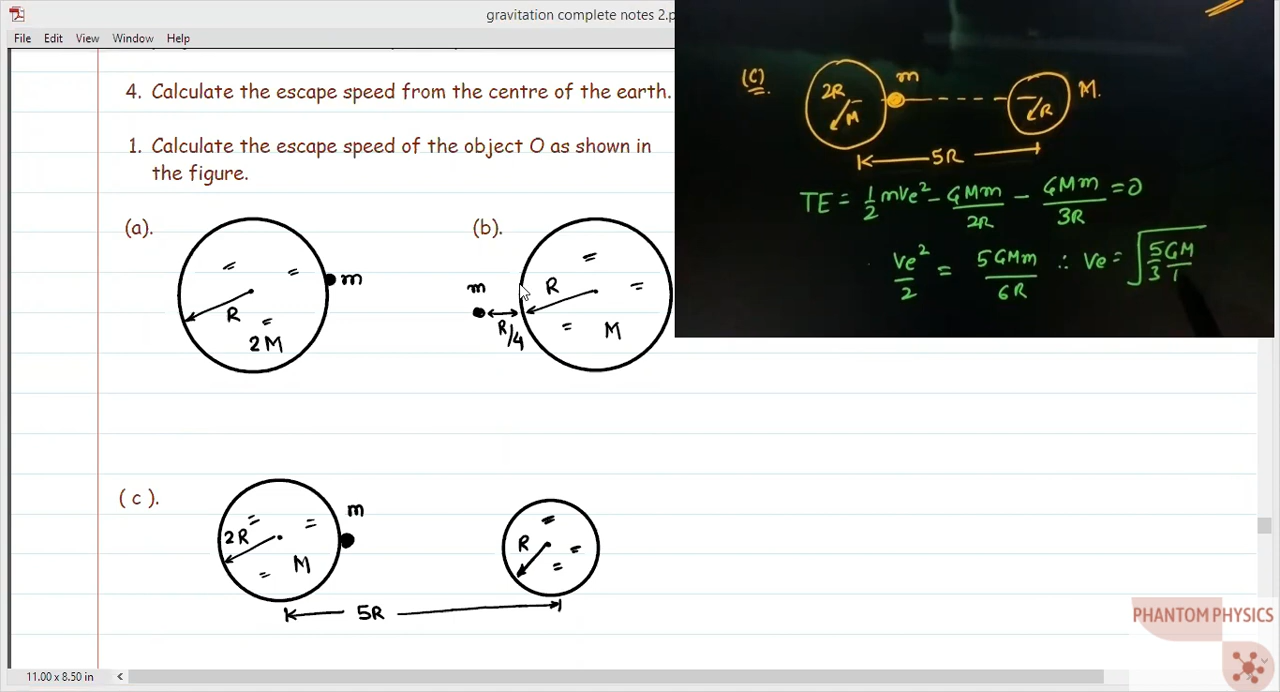 gravitation complete notes 2.p
File Edit View Window Help
4. Calculate the escape speed from the centre of the earth.
1. Calculate the escape speed of the object O as shown in
the figure.
(a).
R
2M
m
(b).
m
R/4
R
M
(c).
2R
M
m
R
M.
5R
TE = 1/2 mVe² - GMm/2R - GMm/3R = 0
Ve²/2 = 5GMm/6R ∴ Ve = √5GM/3
( c ).
2R
M
m
R
5R
PHANTOM PHYSICS
11.00 x 8.50 in